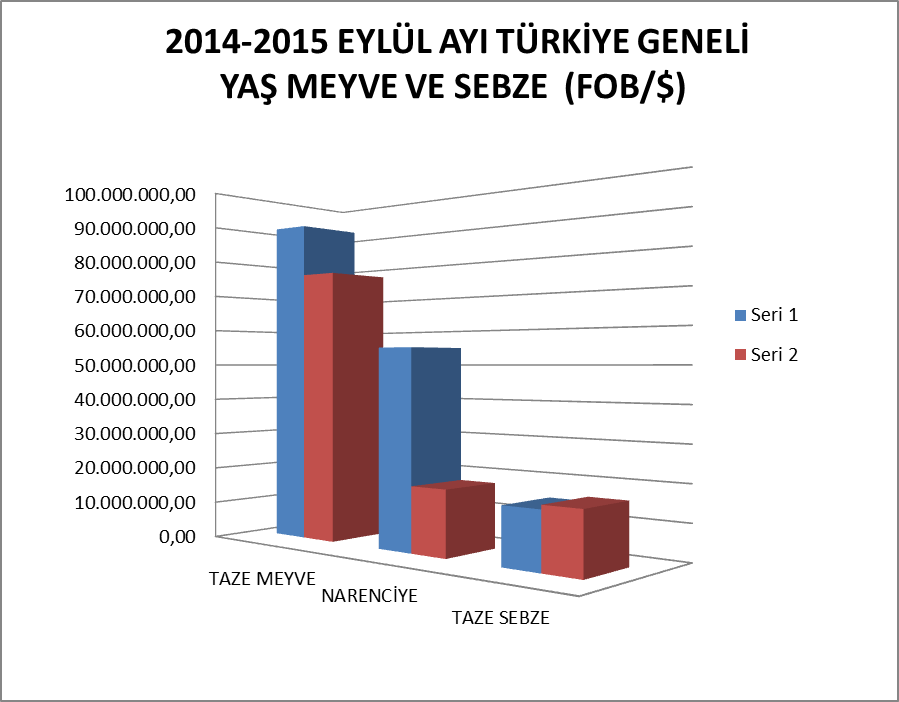 2014-2015 EYLÜL AYI TÜRKİYE GENELİ
YAŞ MEYVE VE SEBZE (FOB/$)
100.000.000,00
90.000.000,00
80.000.000,00
70.000.000,00
60.000.000,00
50.000.000,00
40.000.000,00
30.000.000,00
20.000.000,00
10.000.000,00
0,00
TAZE MEYVE
NARENCİYE
TAZE SEBZE
Seri 1
Seri 2